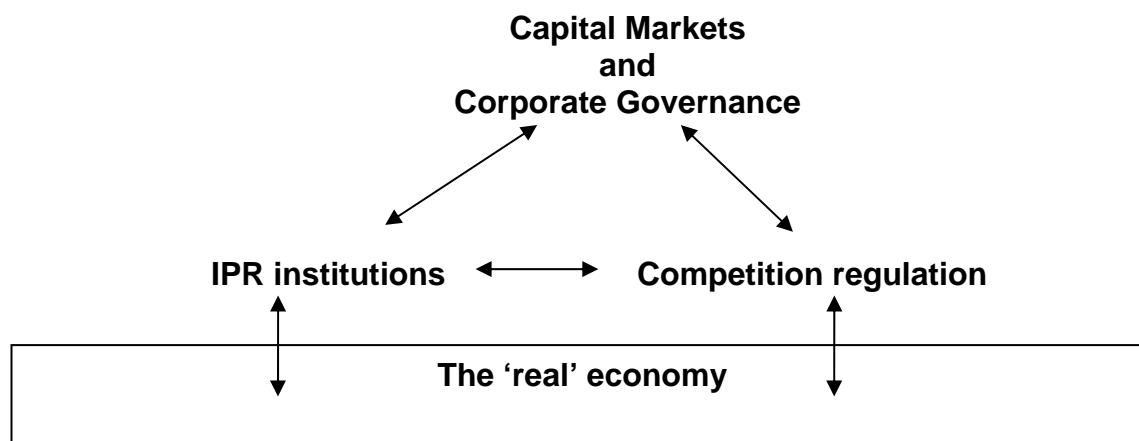 Capital Markets
and
Corporate Governance
IPR institutions
Competition regulation
The ‘real’ economy